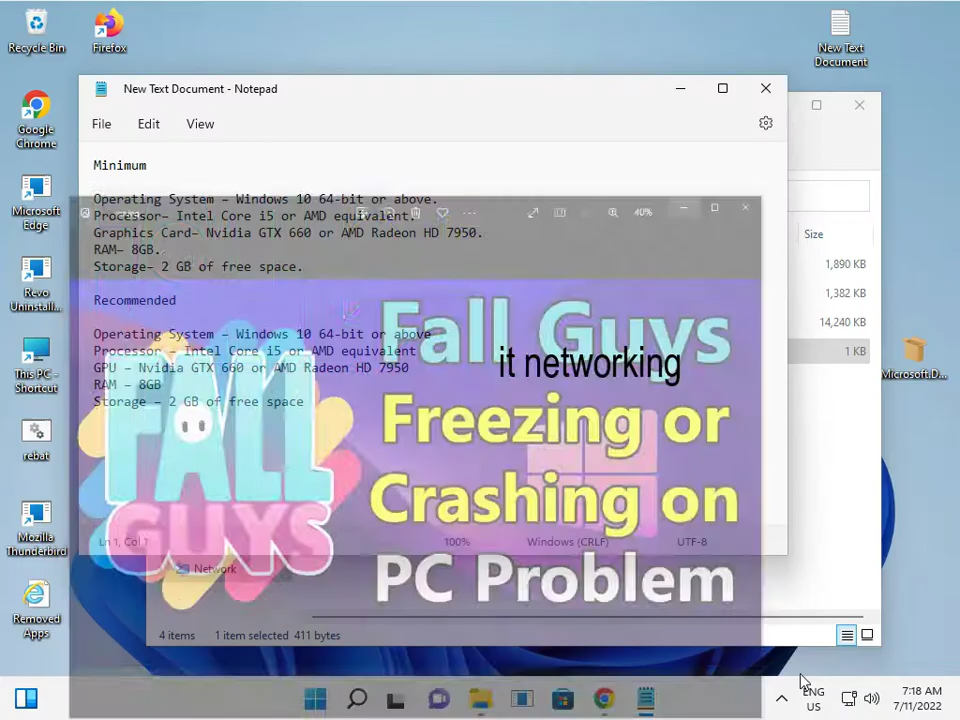 Recycle Bin
Firefox
New Text
Document
Google
Chrome
Microsoft
Edge
Revo
Uninstall...
This PC -
Shortcut
rebat
Mozilla
Thunderbird
Removed
Apps
New Text Document - Notepad
File Edit View
Minimum
Operating System – Windows 10 64-bit or above.
Processor– Intel Core i5 or AMD equivalent.
Graphics Card– Nvidia GTX 660 or AMD Radeon HD 7950.
RAM– 8GB.
Storage– 2 GB of free space.
Recommended
Operating System – Windows 10 64-bit or above
Processor – Intel Core i5 or AMD equivalent
GPU – Nvidia GTX 660 or AMD Radeon HD 7950
RAM – 8GB
Storage – 2 GB of free space
Ln 1, Col 1 100% Windows (CRLF) UTF-8
40%
Fall Guys
it networking
Freezing or
Crashing on
PC Problem
FALL
GUYS
Size
1,890 KB
1,382 KB
14,240 KB
1 KB
Microsoft.D...
Network
4 items 1 item selected 411 bytes
ENG
US
7:18 AM
7/11/2022